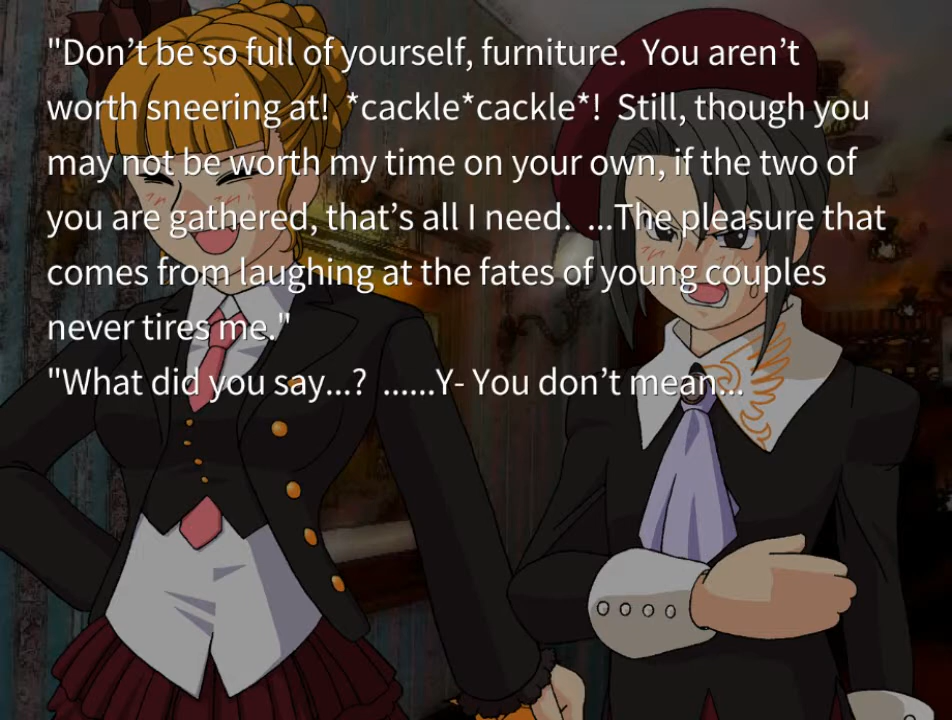 "Don’t be so full of yourself, furniture.  You aren’t
worth sneering at!  *cackle*cackle*!  Still, though you
may not be worth my time on your own, if the two of
you are gathered, that’s all I need.  ...The pleasure that
comes from laughing at the fates of young couples
never tires me."
"What did you say...?  ......Y- You don’t mean...